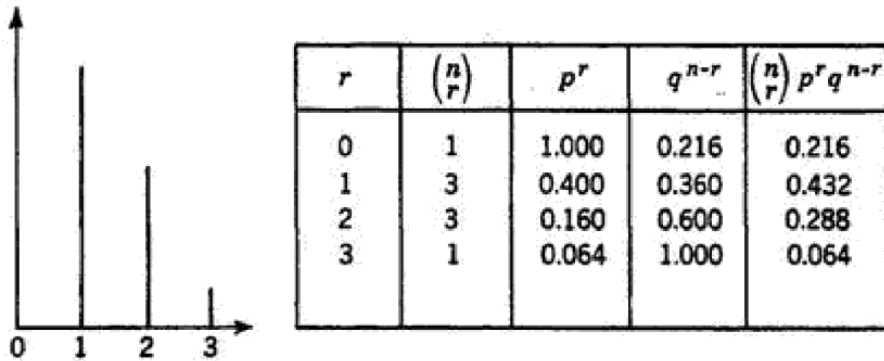 r (n r) p^r q^{n-r} (n r) p^r q^{n-r}
0 1 1.000 0.216 0.216
1 3 0.400 0.360 0.432
2 3 0.160 0.600 0.288
3 1 0.064 1.000 0.064
0 1 2 3